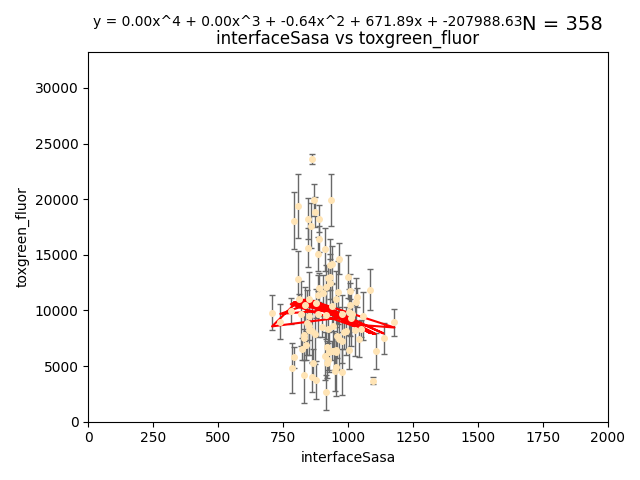 y = 0.00x^4 + 0.00x^3 + -0.64x^2 + 671.89x + -207988.63
N = 358
interfaceSasa vs toxgreen_fluor
30000
25000
20000
15000
10000
5000
0
toxgreen_fluor
0 250 500 750 1000 1250 1500 1750 2000
interfaceSasa